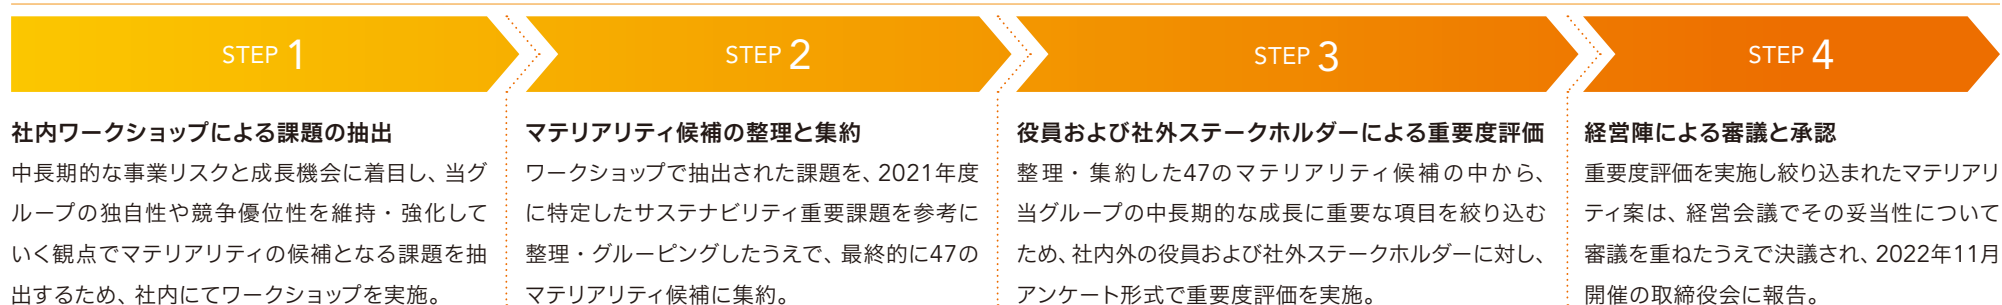 STEP 1
社内ワークショップによる課題の抽出
中長期的な事業リスクと成長機会に着目し、当グ
ループの独自性や競争優位性を維持・強化して
いく観点でマテリアリティの候補となる課題を抽
出するため、社内にてワークショップを実施。
STEP 2
マテリアリティ候補の整理と集約
ワークショップで抽出された課題を、2021年度
に特定したサステナビリティ重要課題を参考に
整理・グルーピングしたうえで、最終的に47の
マテリアリティ候補に集約。
STEP 3
役員および社外ステークホルダーによる重要度評価
整理・集約した47のマテリアリティ候補の中から、
当グループの中長期的な成長に重要な項目を絞り込む
ため、社内外の役員および社外ステークホルダーに対し、
アンケート形式で重要度評価を実施。
STEP 4
経営陣による審議と承認
重要度評価を実施し絞り込まれたマテリアリ
ティ案は、経営会議でその妥当性について
審議を重ねたうえで決議され、2022年11月
開催の取締役会に報告。